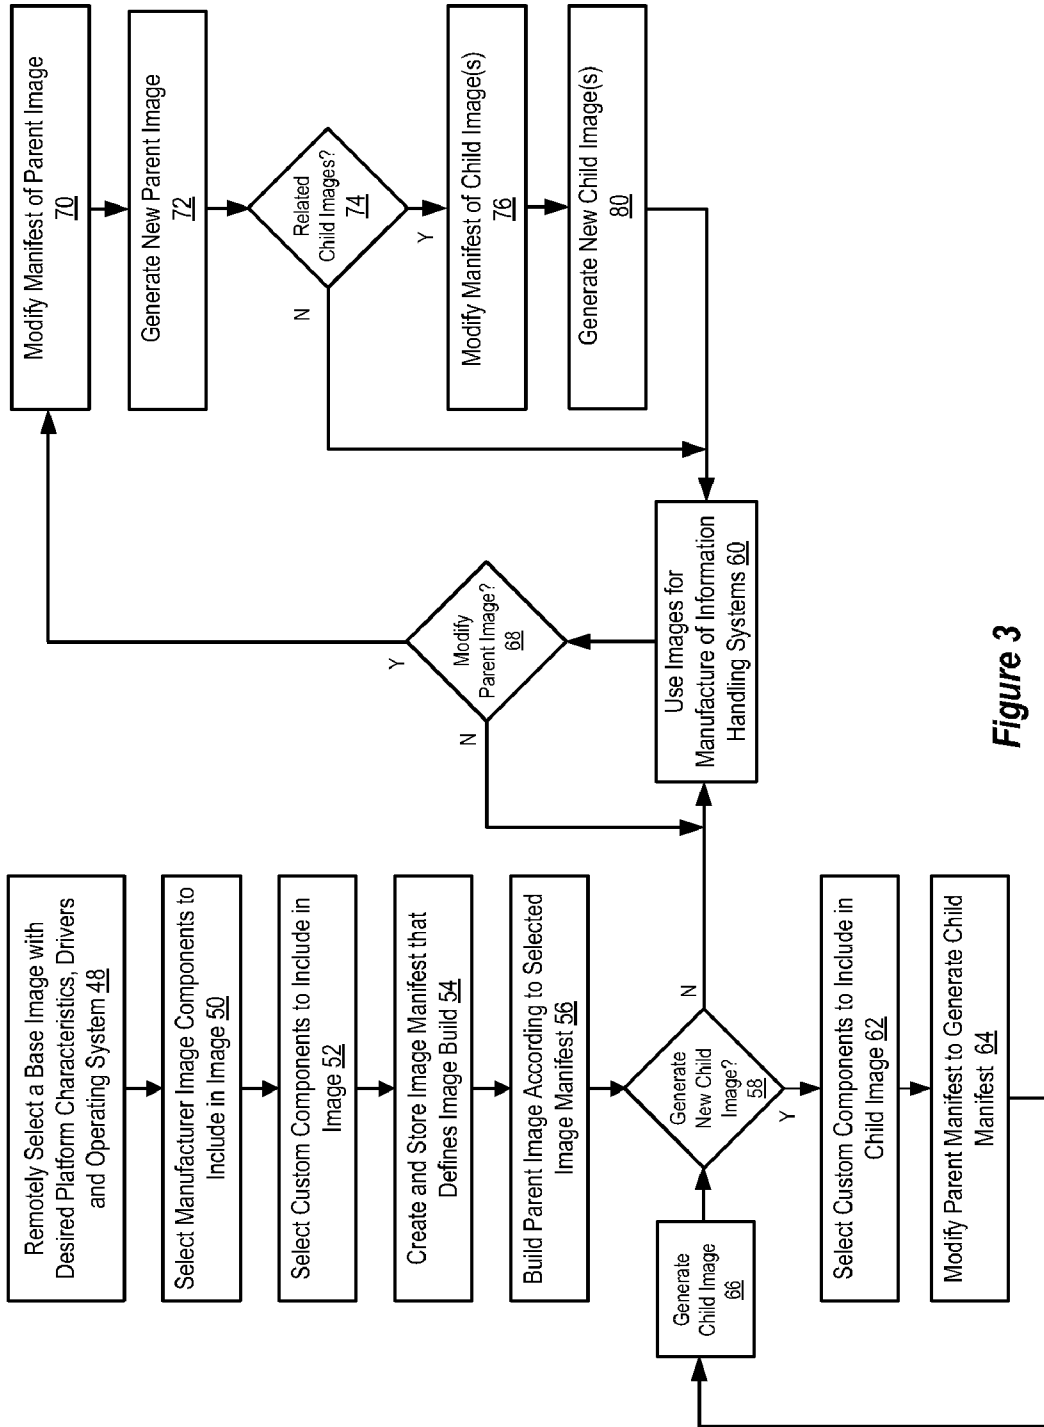 Remotely Select a Base Image with
Desired Platform Characteristics, Drivers
and Operating System 48
Select Manufacturer Image Components to
Include in Image 50
Select Custom Components to Include in
Image 52
Create and Store Image Manifest that
Defines Image Build 54
Build Parent Image According to Selected
Image Manifest 56
Generate
New Child
Image?
58
N
Y
Generate
Child Image
66
Select Custom Components to Include in
Child Image 62
Modify Parent Manifest to Generate Child
Manifest 64
Use Images for
Manufacture of Information
Handling Systems 60
Modify
Parent Image?
68
N
Y
Modify Manifest of Parent Image
70
Generate New Parent Image
72
Related
Child Images?
74
N
Y
Modify Manifest of Child Image(s)
76
Generate New Child Image(s)
80
Figure 3